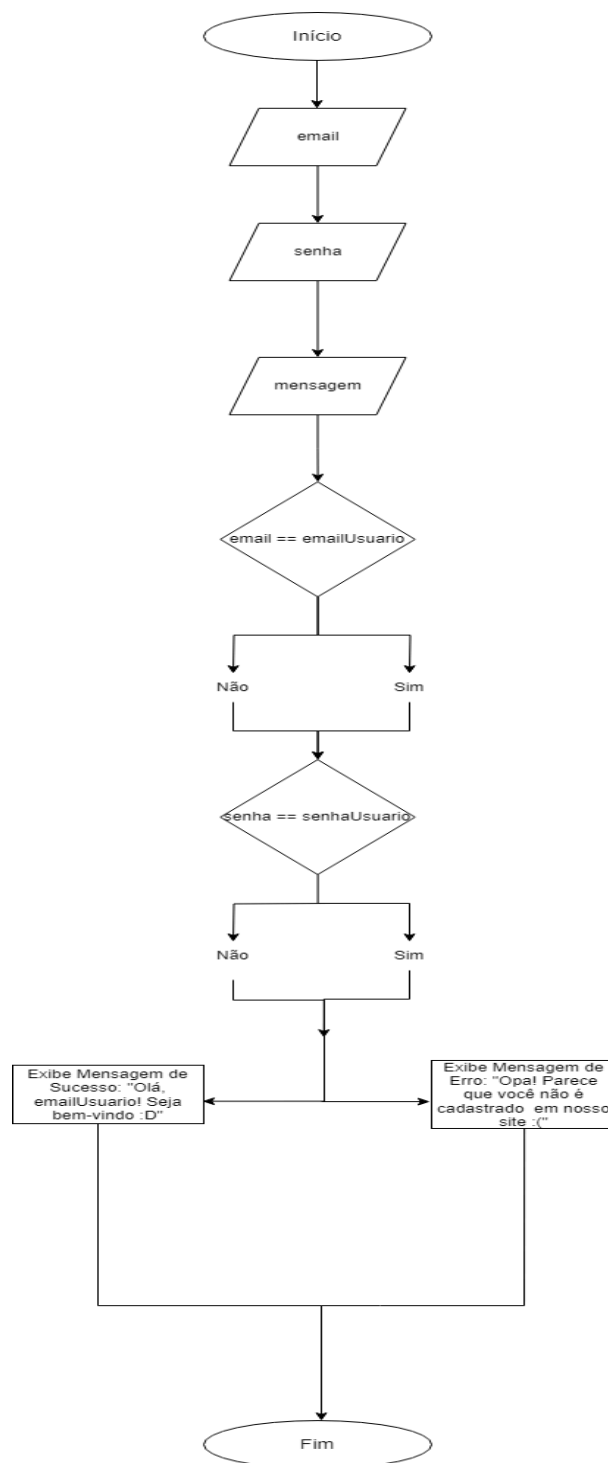 Início
email
senha
mensagem
email == emailUsuario
Não
Sim
senha == senhaUsuario
Não
Sim
Exibe Mensagem de
Sucesso: "Olá,
emailUsuario! Seja
bem-vindo :D"
Exibe Mensagem de
Erro: "Opa! Parece
que você não é
cadastrado em nosso
site :("
Fim